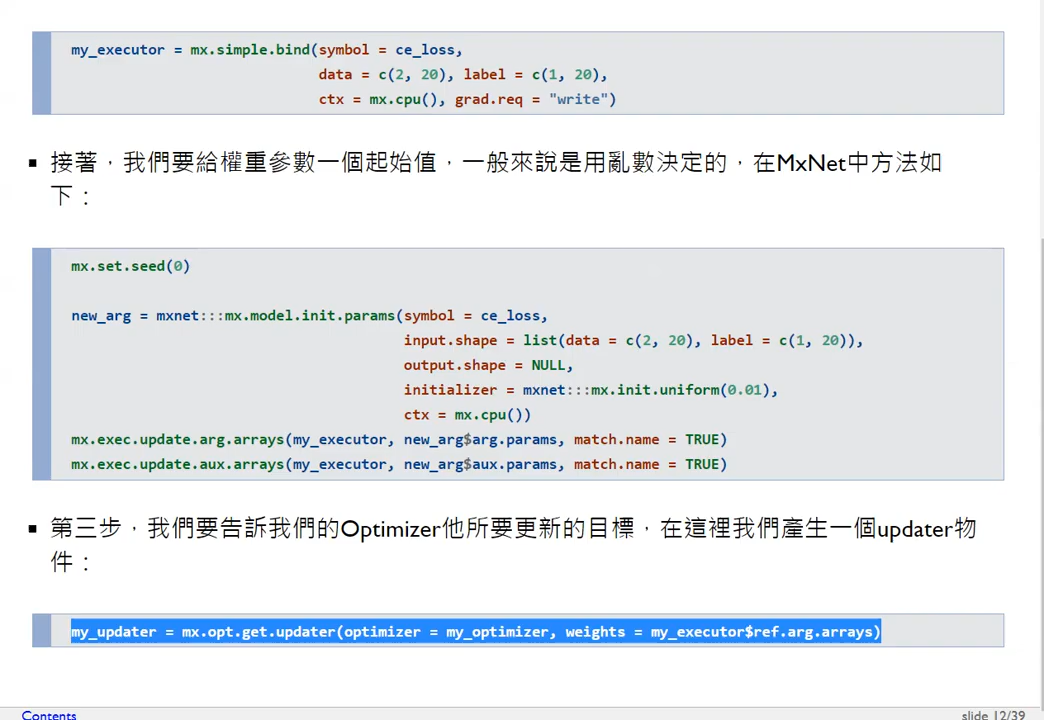 my_executor = mx.simple.bind(symbol = ce_loss,
data = c(2, 20), label = c(1, 20),
ctx = mx.cpu(), grad.req = "write")
▪ 接著，我們要給權重參數一個起始值，一般來說是用亂數決定的，在MxNet中方法如
下：
mx.set.seed(0)
new_arg = mxnet:::mx.model.init.params(symbol = ce_loss,
input.shape = list(data = c(2, 20), label = c(1, 20)),
output.shape = NULL,
initializer = mxnet:::mx.init.uniform(0.01),
ctx = mx.cpu())
mx.exec.update.arg.arrays(my_executor, new_arg$arg.params, match.name = TRUE)
mx.exec.update.aux.arrays(my_executor, new_arg$aux.params, match.name = TRUE)
▪ 第三步，我們要告訴我們的Optimizer他所要更新的目標，在這裡我們產生一個updater物
件：
my_updater = mx.opt.get.updater(optimizer = my_optimizer, weights = my_executor$ref.arg.arrays)
Contents
slide 12/39